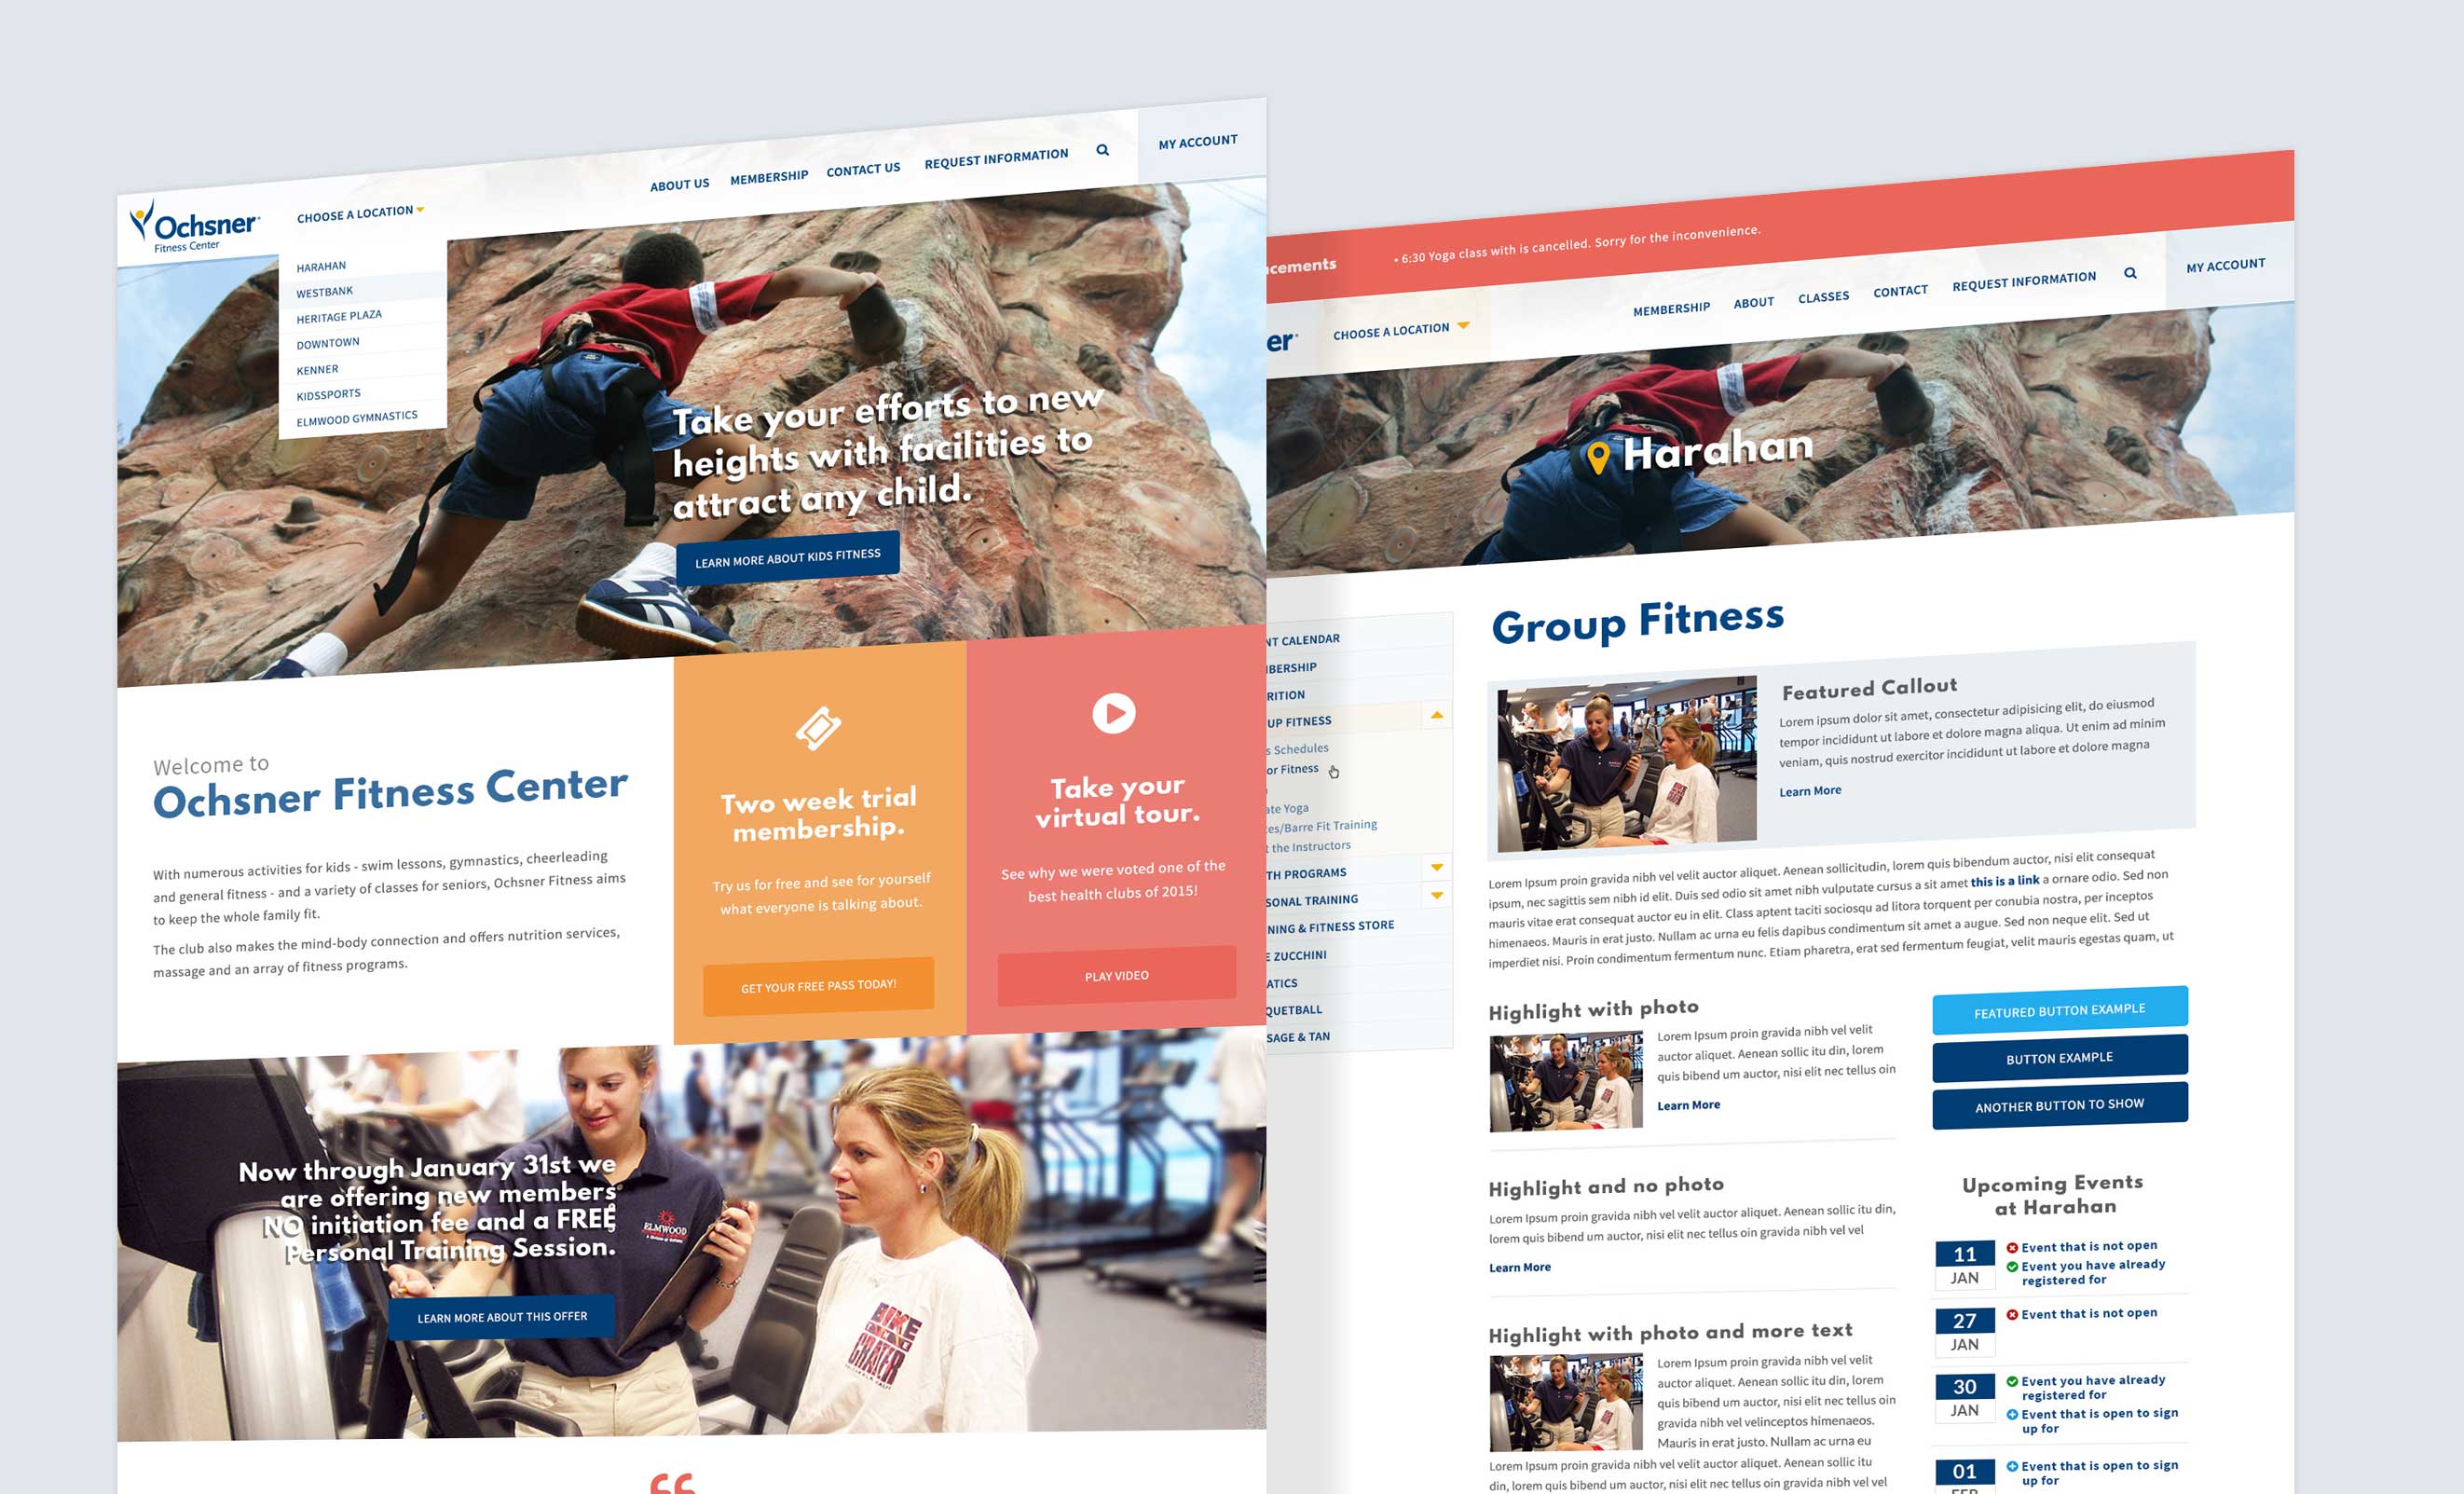 Ochsner
Fitness Center
CHOOSE A LOCATION
ABOUT US
MEMBERSHIP
CONTACT US
REQUEST INFORMATION
MY ACCOUNT
HARAHAN
WESTBANK
HERITAGE PLAZA
DOWNTOWN
KENNER
KIDSSPORTS
ELMWOOD GYMNASTICS
Take your efforts to new
heights with facilities to
attract any child.
LEARN MORE ABOUT KIDS FITNESS
Welcome to
Ochsner Fitness Center
With numerous activities for kids - swim lessons, gymnastics, cheerleading
and general fitness - and a variety of classes for seniors, Ochsner Fitness aims
to keep the whole family fit.
The club also makes the mind-body connection and offers nutrition services,
massage and an array of fitness programs.
Two week trial
membership.
Try us for free and see for yourself
what everyone is talking about.
GET YOUR FREE PASS TODAY!
Take your
virtual tour.
See why we were voted one of the
best health clubs of 2015!
PLAY VIDEO
Now through January 31st we
are offering new members
NO initiation fee and a FREE
Personal Training Session.
LEARN MORE ABOUT THIS OFFER
ELMWOOD
BIKE
THE
CRATER
“
cements
• 6:30 Yoga class with is cancelled. Sorry for the inconvenience.
er
CHOOSE A LOCATION
MEMBERSHIP
ABOUT
CLASSES
CONTACT
REQUEST INFORMATION
MY ACCOUNT
Harahan
NT CALENDAR
BERSHIP
RITION
UP FITNESS
s Schedules
or Fitness
ate Yoga
es/Barre Fit Training
t the Instructors
TH PROGRAMS
SONAL TRAINING
NING & FITNESS STORE
E ZUCCHINI
ATICS
QUETBALL
SAGE & TAN
Group Fitness
Featured Callout
Lorem ipsum dolor sit amet, consectetur adipisicing elit, do eiusmod
tempor incididunt ut labore et dolore magna aliqua. Ut enim ad minim
veniam, quis nostrud exercitor incididunt ut labore et dolore magna
Learn More
Lorem Ipsum proin gravida nibh vel velit auctor aliquet. Aenean sollicitudin, lorem quis bibendum auctor, nisi elit consequat
ipsum, nec sagittis sem nibh id elit. Duis sed odio sit amet nibh vulputate cursus a sit amet this is a link a ornare odio. Sed non
mauris vitae erat consequat auctor eu in elit. Class aptent taciti sociosqu ad litora torquent per conubia nostra, per inceptos
himenaeos. Mauris in erat justo. Nullam ac urna eu felis dapibus condimentum sit amet a augue. Sed non neque elit. Sed ut
imperdiet nisi. Proin condimentum fermentum nunc. Etiam pharetra, erat sed fermentum feugiat, velit mauris egestas quam, ut
Highlight with photo
Lorem Ipsum proin gravida nibh vel velit
auctor aliquet. Aenean sollic itu din, lorem
quis bibend um auctor, nisi elit nec tellus oin
Learn More
Highlight and no photo
Lorem Ipsum proin gravida nibh vel velit auctor aliquet. Aenean sollic itu din,
lorem quis bibend um auctor, nisi elit nec tellus oin gravida nibh vel vel
Learn More
Highlight with photo and more text
Lorem Ipsum proin gravida nibh vel velit
auctor aliquet. Aenean sollic itu din, lorem
quis bibend um auctor, nisi elit nec tellus oin
gravida nibh vel velinceptos himenaeos.
Mauris in erat justo. Nullam ac urna eu
Lorem Ipsum proin gravida nibh vel velit auctor aliquet. Aenean sollic itu
din, lorem quis bibend um auctor, nisi elit nec tellus oin gravida nibh vel vel
FEATURED BUTTON EXAMPLE
BUTTON EXAMPLE
ANOTHER BUTTON TO SHOW
Upcoming Events
at Harahan
11
JAN
Event that is not open
Event you have already
registered for
27
JAN
Event that is not open
30
JAN
Event you have already
registered for
Event that is open to sign
up for
01
FEB
Event that is open to sign
up for